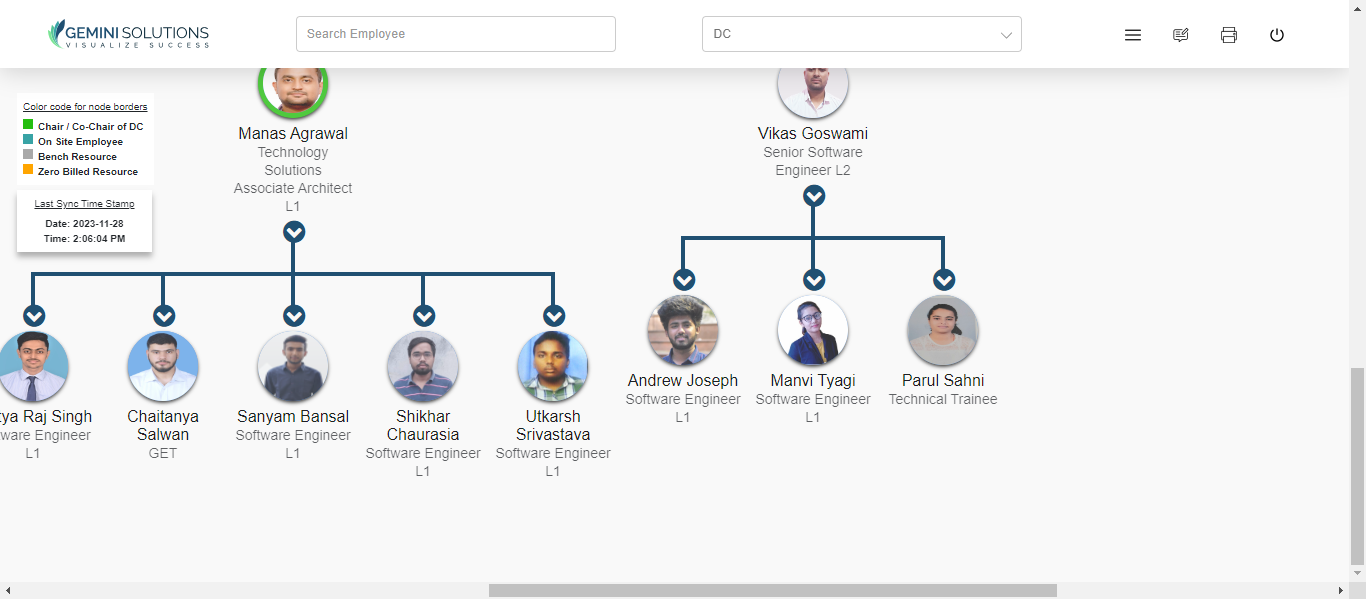 GEMINI SOLUTIONS
VISUALIZE SUCCESS
Search Employee
DC
Color code for node borders
Chair / Co-Chair of DC
On Site Employee
Bench Resource
Zero Billed Resource
Last Sync Time Stamp
Date: 2023-11-28
Time: 2:06:04 PM
Manas Agrawal
Technology
Solutions
Associate Architect
L1
Vikas Goswami
Senior Software
Engineer L2
tya Raj Singh
ware Engineer
L1
Chaitanya
Salwan
GET
Sanyam Bansal
Software Engineer
L1
Shikhar
Chaurasia
Software Engineer
L1
Utkarsh
Srivastava
Software Engineer
L1
Andrew Joseph
Software Engineer
L1
Manvi Tyagi
Software Engineer
L1
Parul Sahni
Technical Trainee